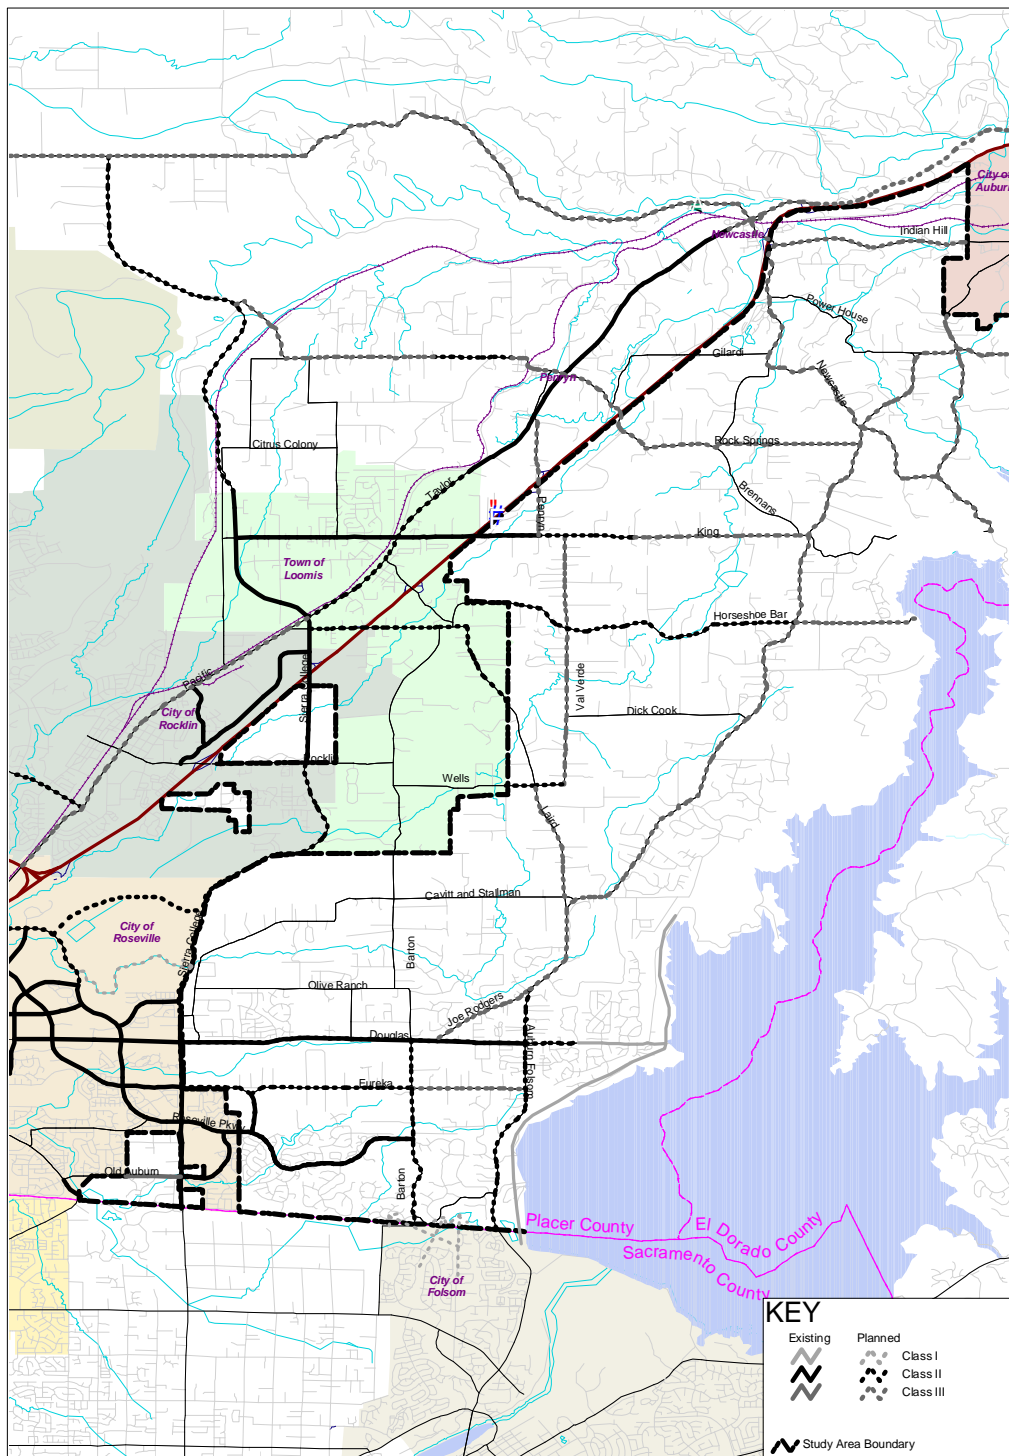 City of
Auburn
Indian Hill
Newcastle
Power House
Gilardi
Newcastle
Penryn
Citrus Colony
Rock Springs
Taylor
Brennars
Penryn
King
Town of
Loomis
Horseshoe Bar
Sierra College
Val Verde
Pacific
City of
Rocklin
Dick Cook
Rocklin
Wells
Laird
Cavitt and Stallman
City of
Roseville
Sierra College
Barton
Olive Ranch
Joe Rodgers
Douglas
Auburn Folsom
Eureka
Roseville Pkwy
Old Auburn
Barton
Placer County
El Dorado County
Sacramento County
City of
Folsom
KEY
Existing Planned
Class I
Class II
Class III
Study Area Boundary